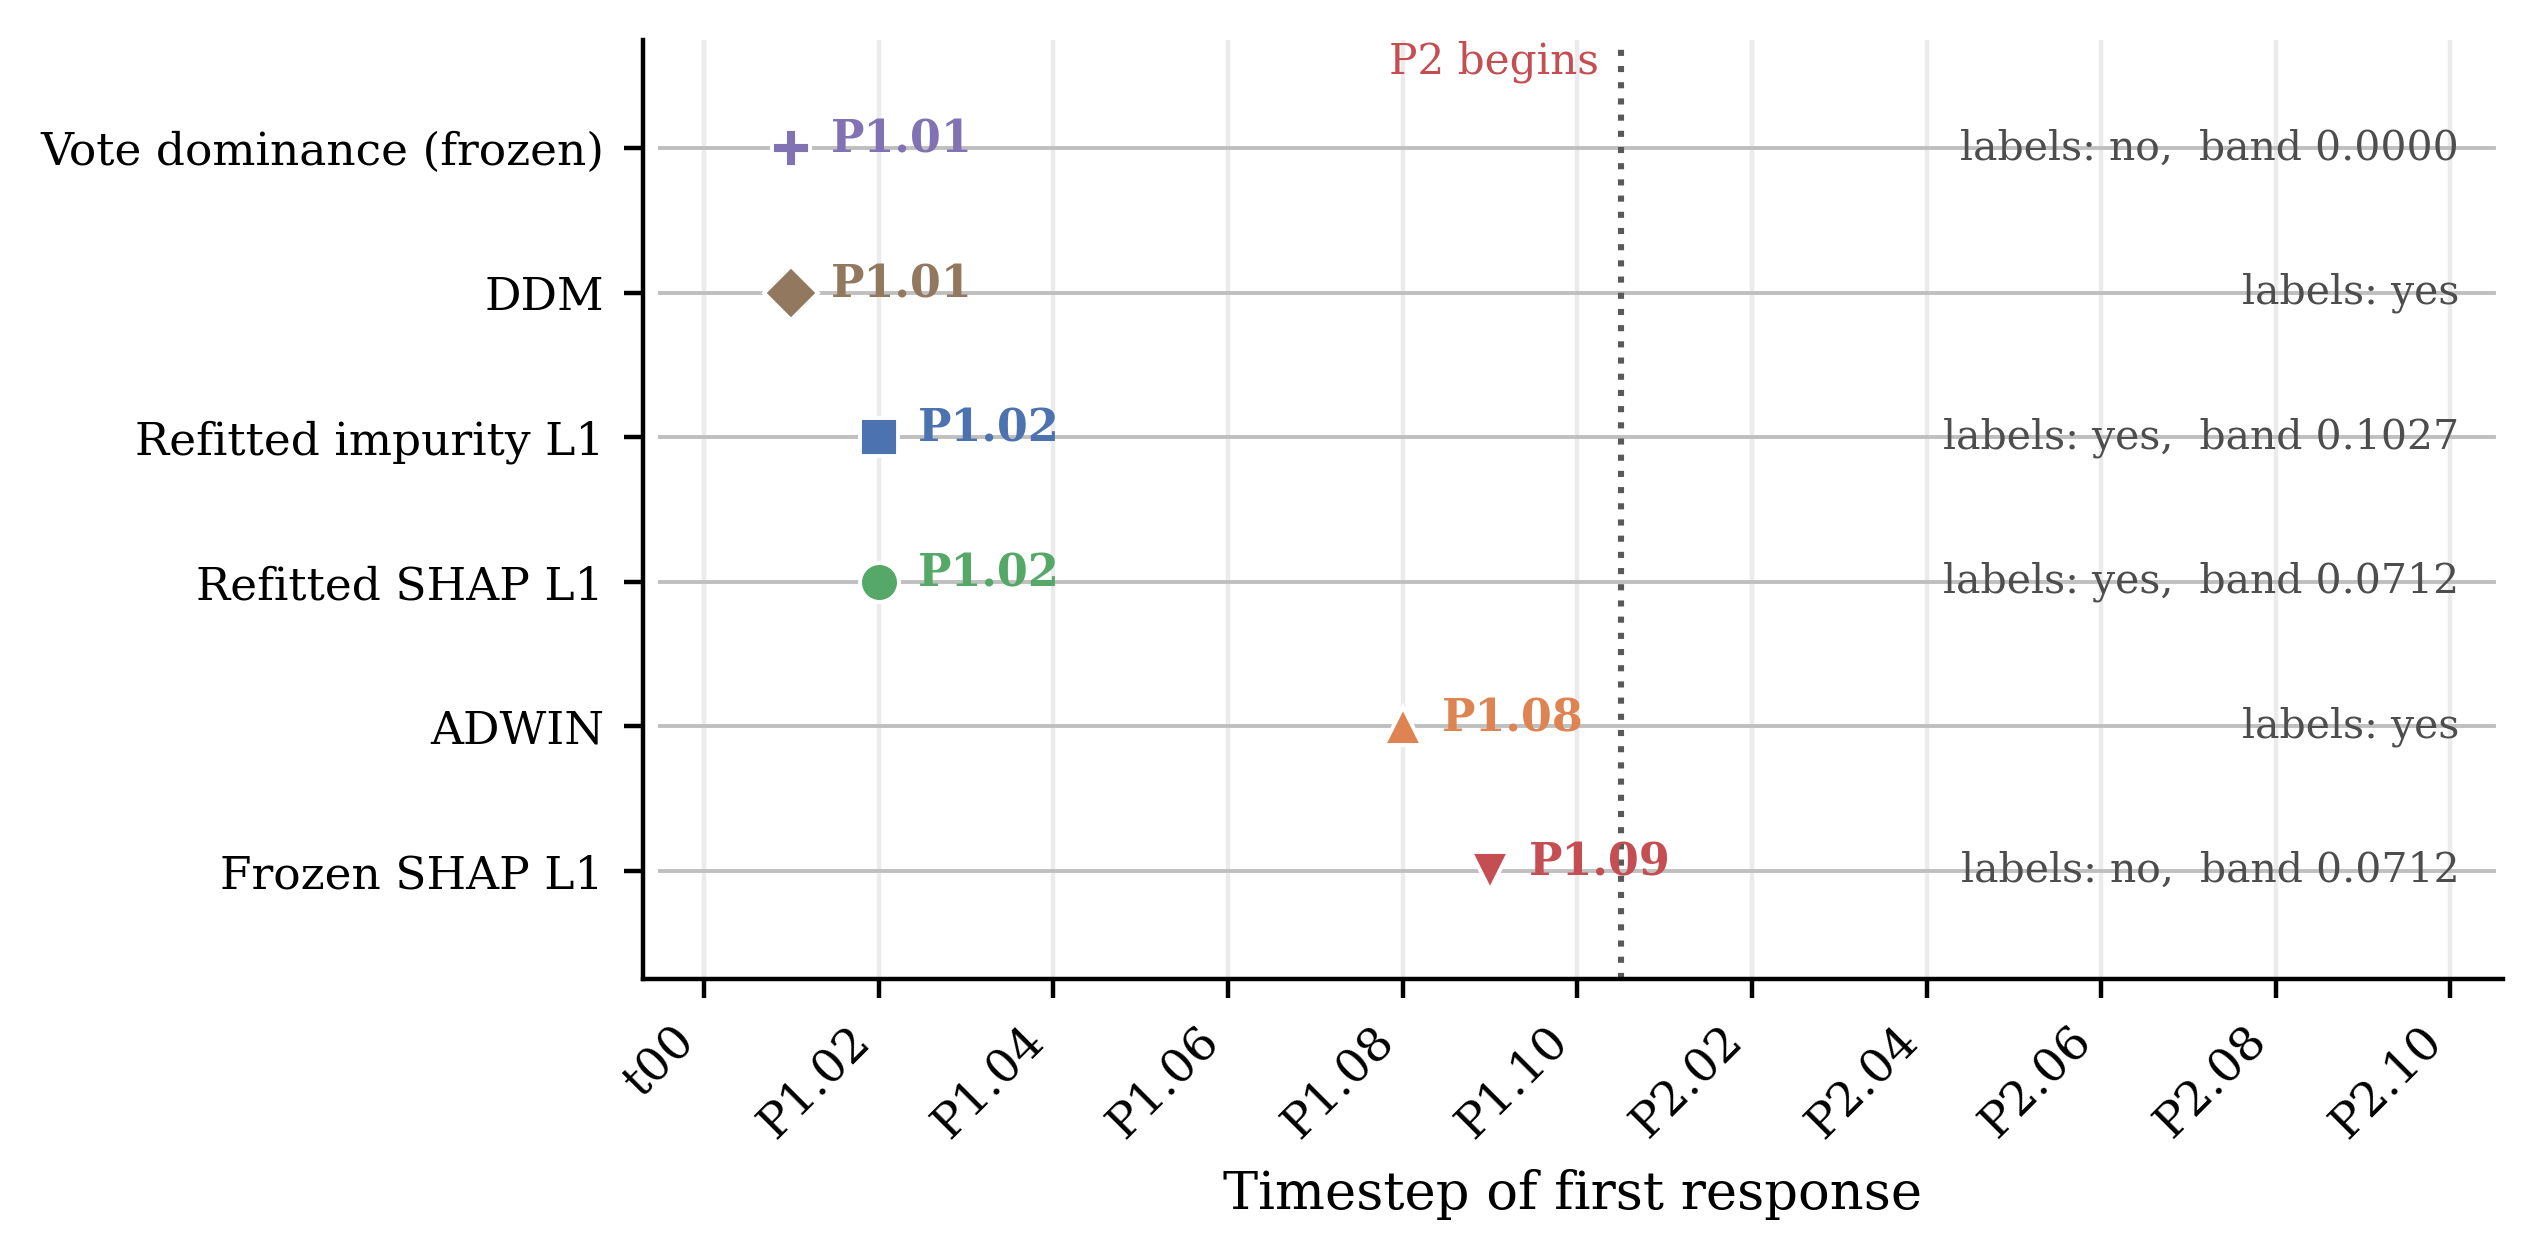 P2 begins
Vote dominance (frozen) P1.01 labels: no, band 0.0000
DDM P1.01 labels: yes
Refitted impurity L1 P1.02 labels: yes, band 0.1027
Refitted SHAP L1 P1.02 labels: yes, band 0.0712
ADWIN P1.08 labels: yes
Frozen SHAP L1 P1.09 labels: no, band 0.0712
t00 P1.02 P1.04 P1.06 P1.08 P1.10 P2.02 P2.04 P2.06 P2.08 P2.10
Timestep of first response